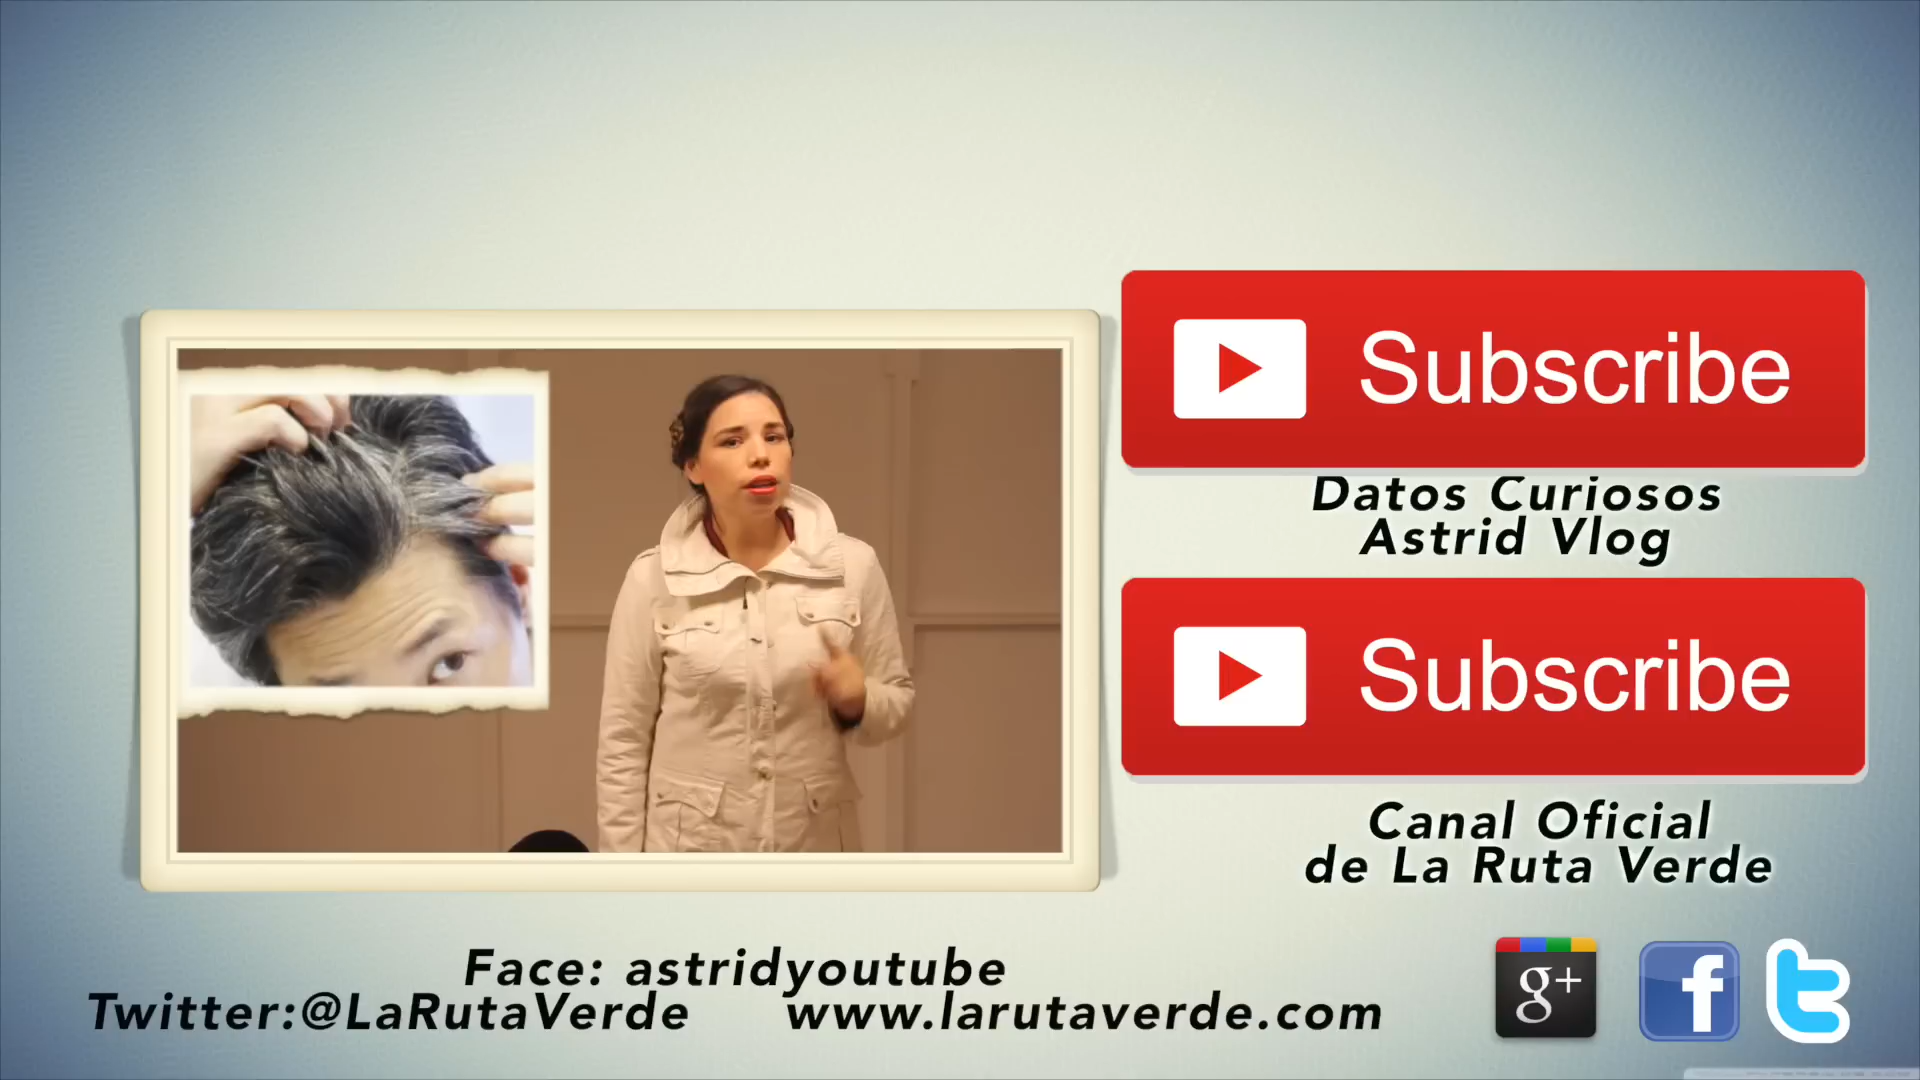 Subscribe
Datos Curiosos
Astrid Vlog
Subscribe
Canal Oficial
de La Ruta Verde
Face: astridyoutube
Twitter:@LaRutaVerde www.larutaverde.com
g+ f